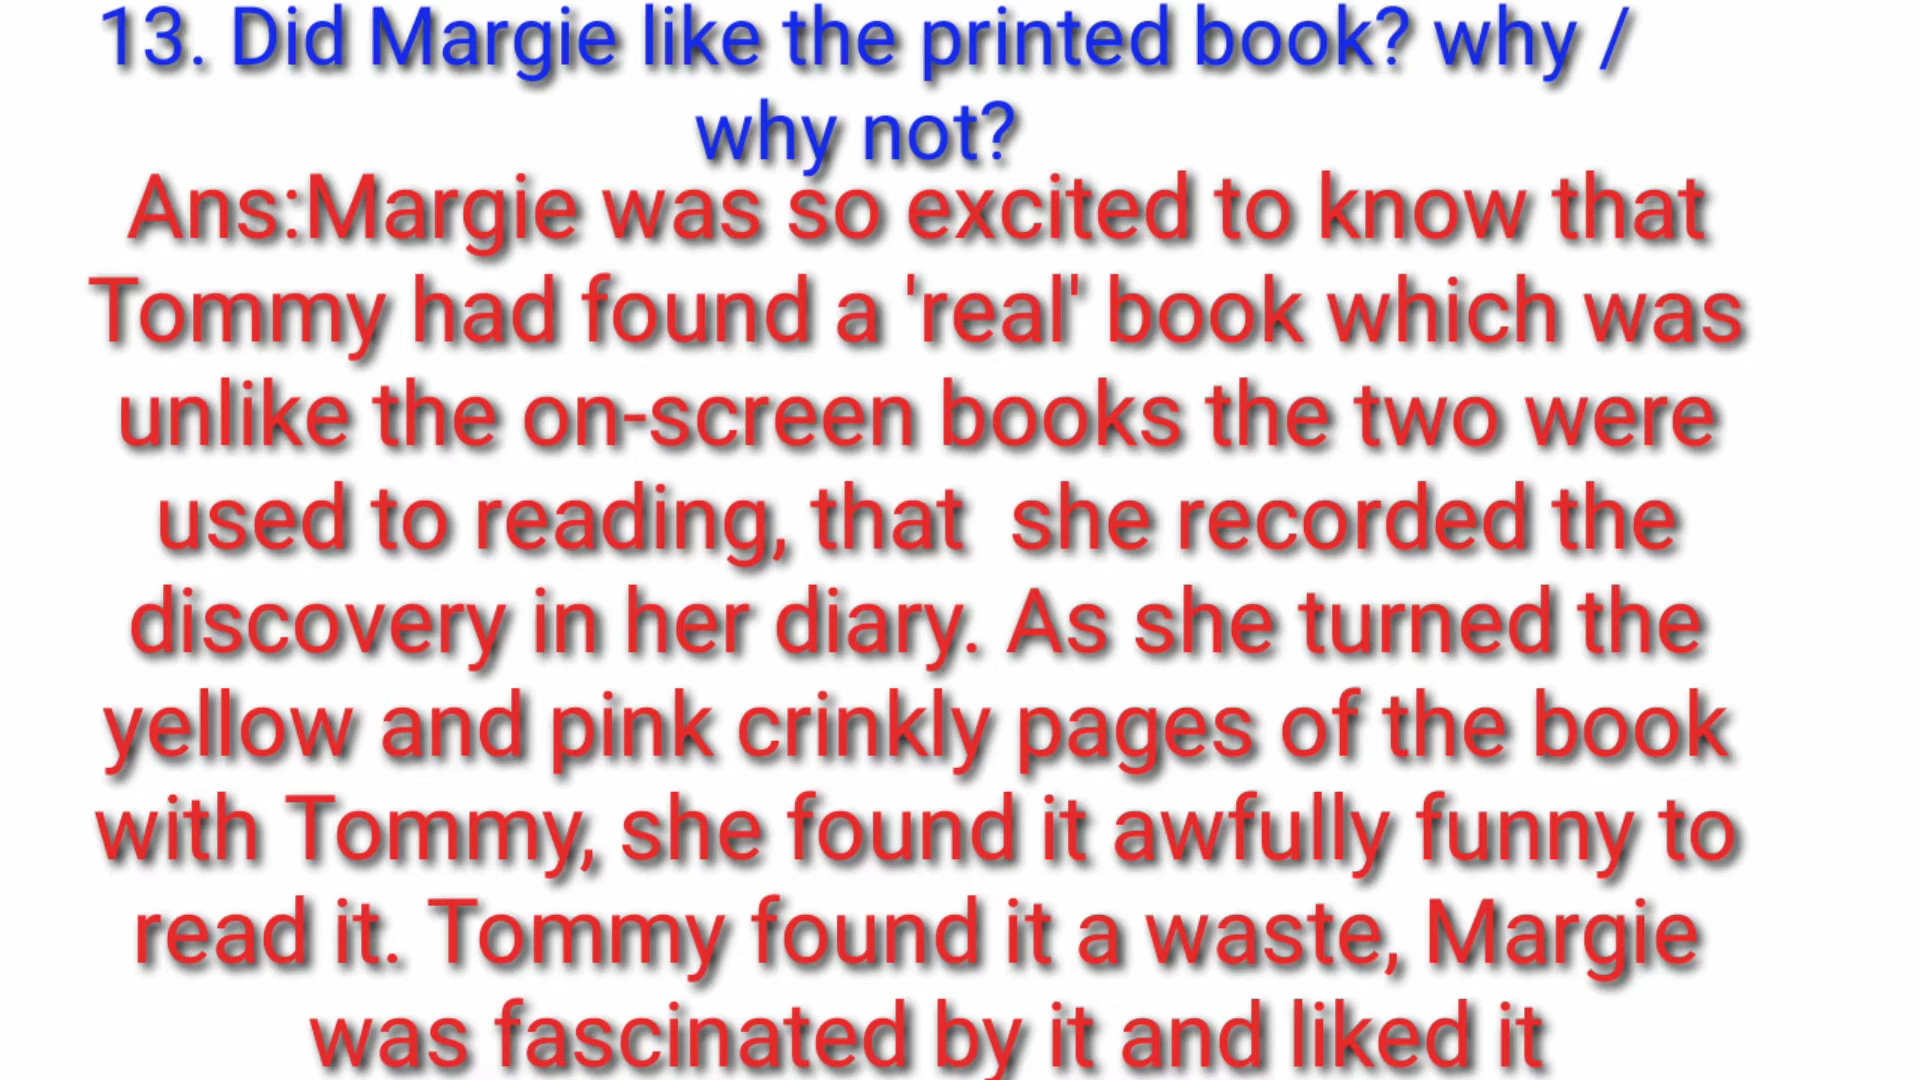 13. Did Margie like the printed book? why /
why not?
Ans:Margie was so excited to know that
Tommy had found a 'real' book which was
unlike the on-screen books the two were
used to reading, that she recorded the
discovery in her diary. As she turned the
yellow and pink crinkly pages of the book
with Tommy, she found it awfully funny to
read it. Tommy found it a waste, Margie
was fascinated by it and liked it